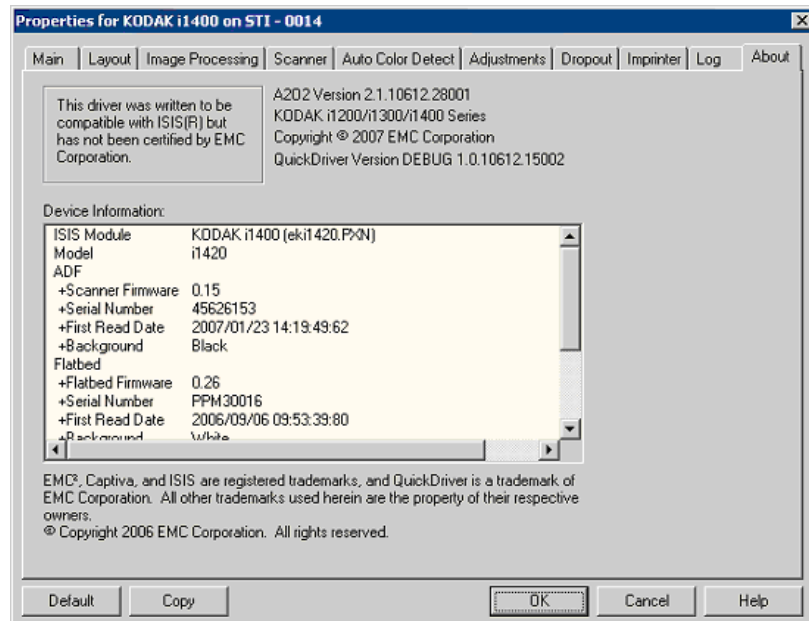 Properties for KODAK i1400 on STI - 0014
Main Layout Image Processing Scanner Auto Color Detect Adjustments Dropout Imprinter Log About
This driver was written to be
compatible with ISIS(R) but
has not been certified by EMC
Corporation.
A202 Version 2.1.10612.28001
KODAK i1200/i1300/i1400 Series
Copyright © 2007 EMC Corporation
QuickDriver Version DEBUG 1.0.10612.15002
Device Information:
ISIS Module KODAK i1400 (eki1420.PXN)
Model i1420
ADF
+Scanner Firmware 0.15
+Serial Number 45626153
+First Read Date 2007/01/23 14:19:49:62
+Background Black
Flatbed
+Flatbed Firmware 0.26
+Serial Number PPM30016
+First Read Date 2006/09/06 09:53:39:80
+Background White
EMC², Captiva, and ISIS are registered trademarks, and QuickDriver is a trademark of
EMC Corporation. All other trademarks used herein are the property of their respective
owners.
© Copyright 2006 EMC Corporation. All rights reserved.
Default Copy OK Cancel Help